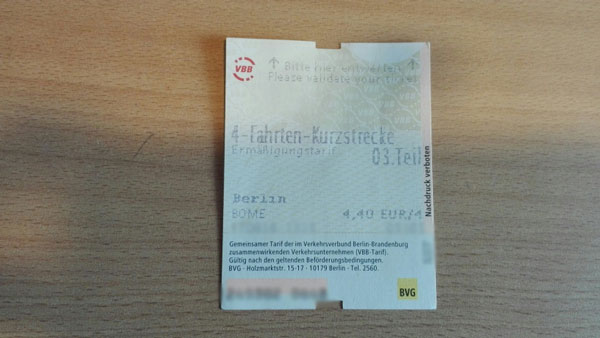 VBB
↑ Bitte hier entwerten ↑
Please validate your ticket
4-Fahrten-Kurzstrecke
Ermäßigungstarif
03.Teil
Berlin
4,40 EUR/4
Nachdruck verboten
Gemeinsamer Tarif der im Verkehrsverbund Berlin-Brandenburg
zusammenwirkenden Verkehrsunternehmen (VBB-Tarif).
Gültig nach den geltenden Beförderungsbedingungen.
BVG - Holzmarktstr. 15-17 - 10179 Berlin - Tel. 2560.
BVG